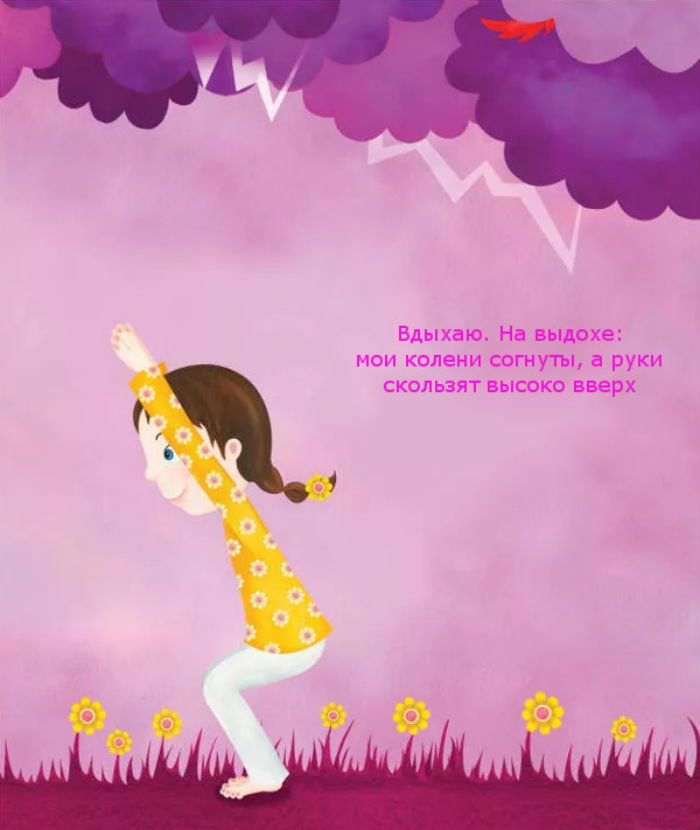 Вдыхаю. На выдохе:
мои колени согнуты, а руки
скользят высоко вверх